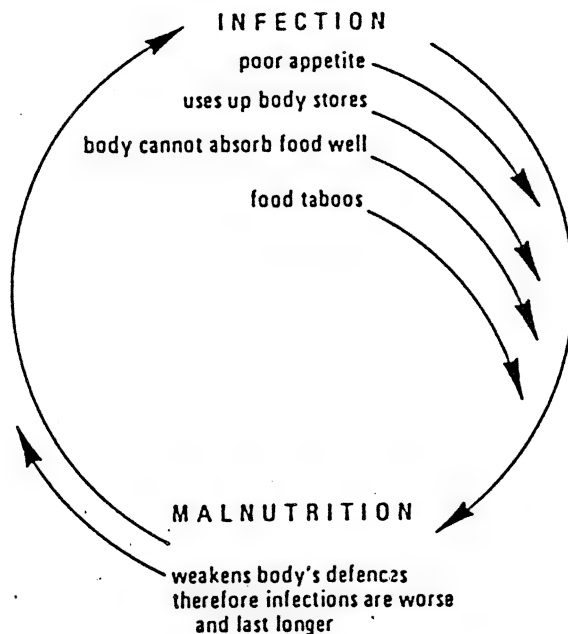 INFECTION
poor appetite
uses up body stores
body cannot absorb food well
food taboos
MALNUTRITION
weakens body's defences
therefore infections are worse
and last longer